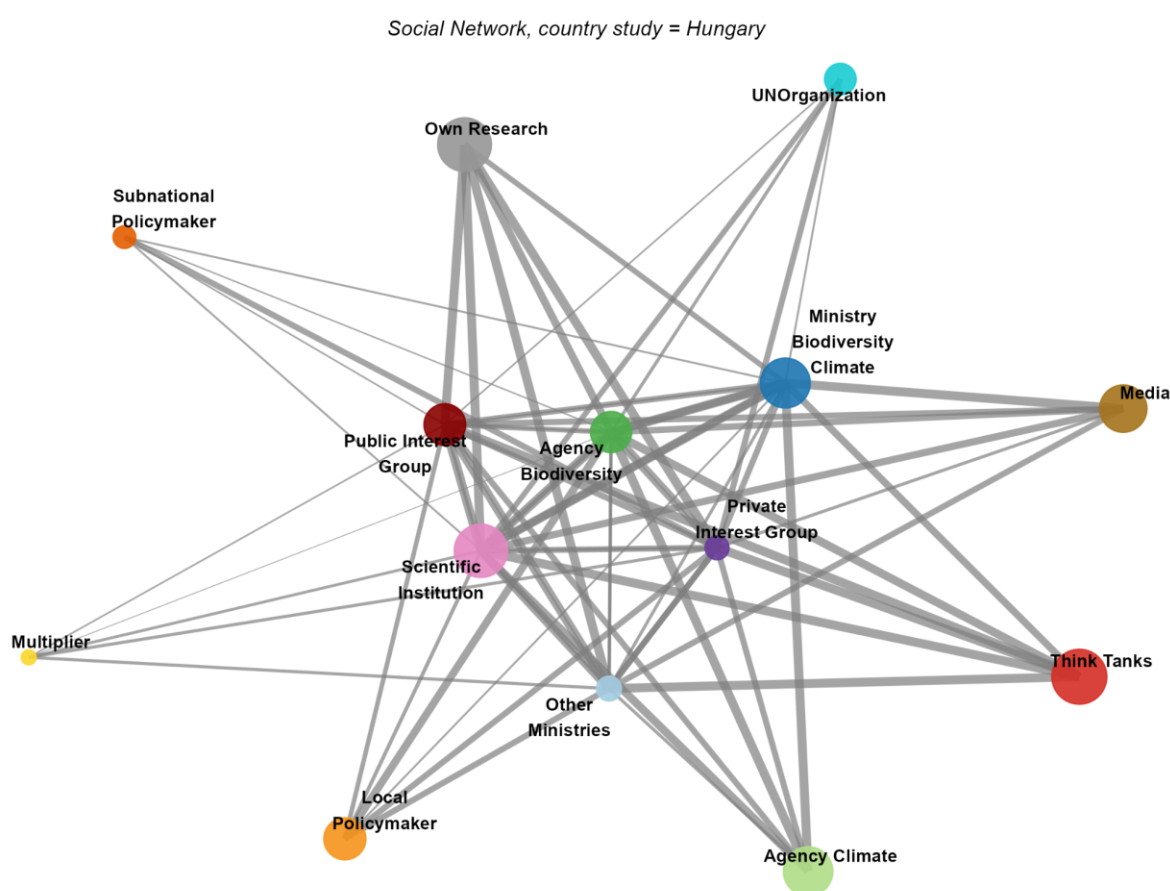 Social Network, country study = Hungary
UNOrganization
Own Research
Subnational
Policymaker
Ministry
Biodiversity
Climate
Media
Public Interest
Group
Agency
Biodiversity
Private
Interest Group
Scientific
Institution
Multiplier
Think Tanks
Other
Ministries
Local
Policymaker
Agency Climate